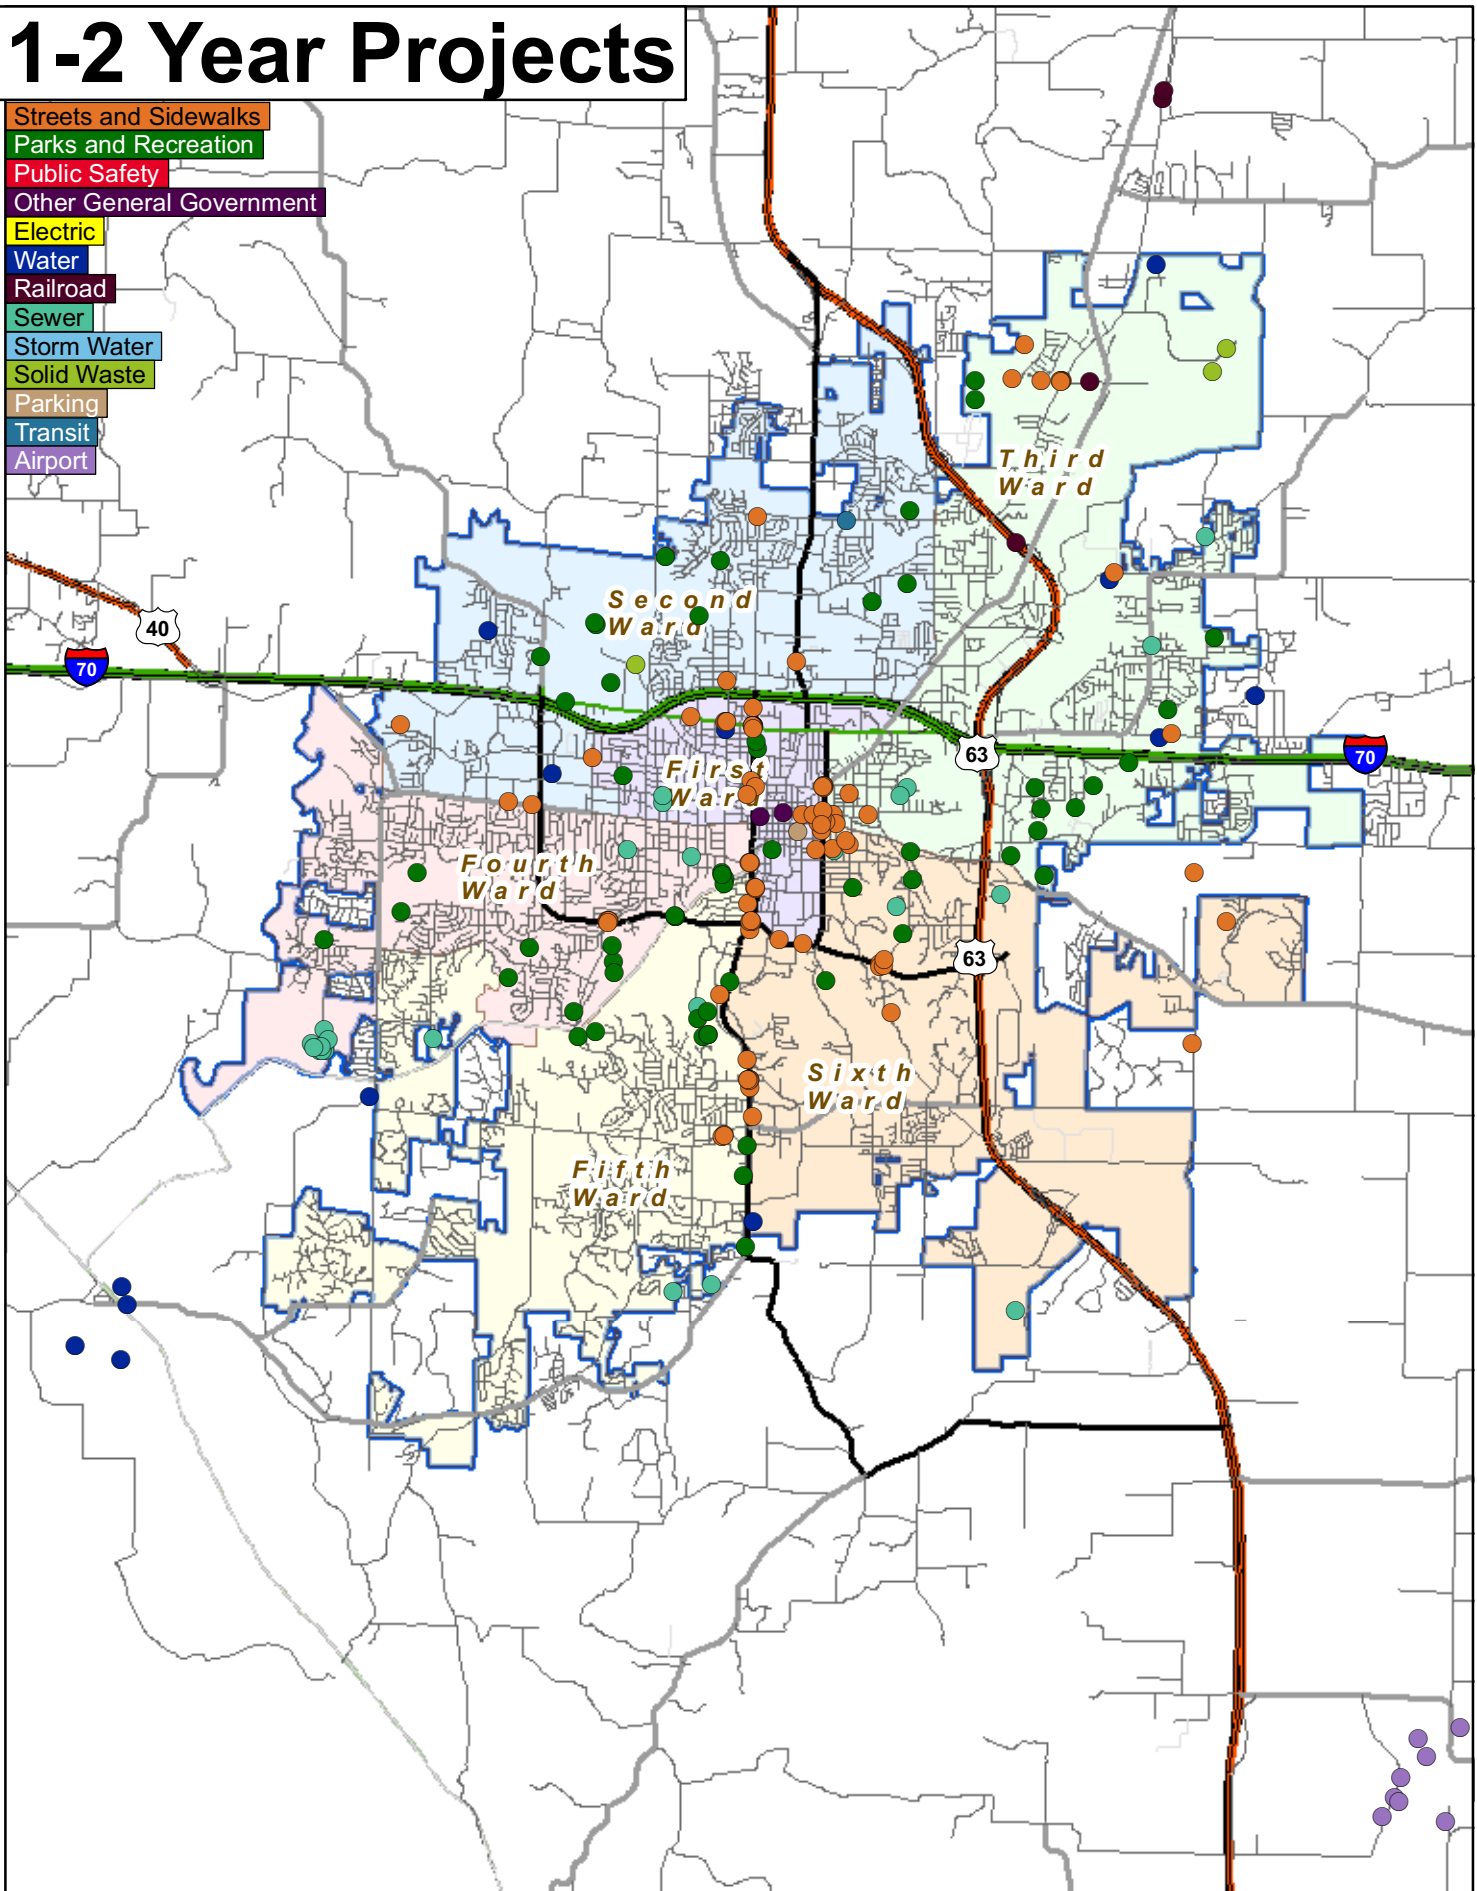 1-2 Year Projects
Streets and Sidewalks
Parks and Recreation
Public Safety
Other General Government
Electric
Water
Railroad
Sewer
Storm Water
Solid Waste
Parking
Transit
Airport
Third
Ward
Second
Ward
40
70
63
70
First
Ward
Fourth
Ward
63
Sixth
Ward
Fifth
Ward